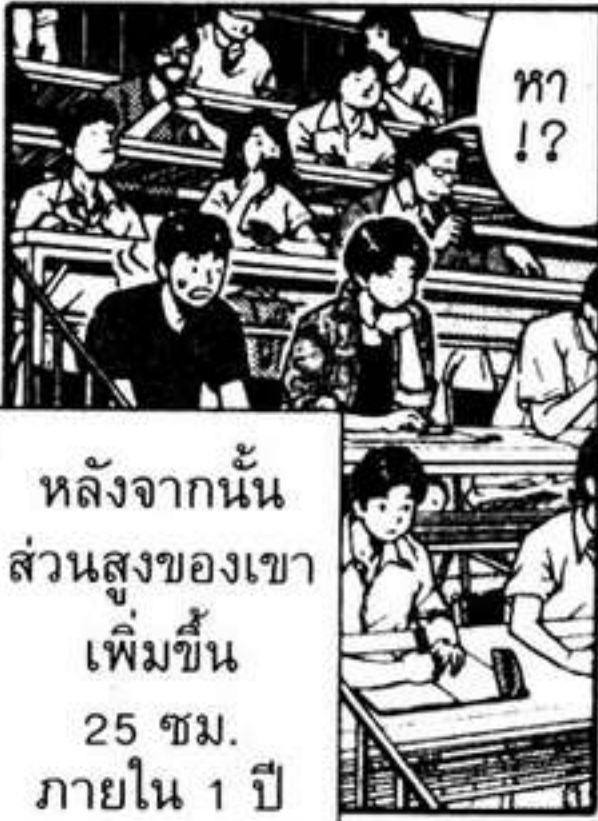 หา
!?
หลังจากนั้น
ส่วนสูงของเขา
เพิ่มขึ้น
25 ซม.
ภายใน 1 ปี